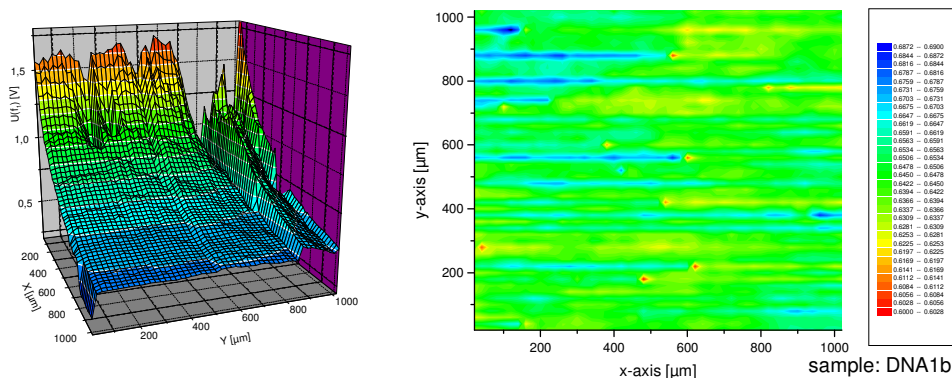 U(f,) [V]
1,5
1,0
0,5
200
400
600
800
1000
X [µm]
200
400
600
800
1000
Y [µm]
y-axis [µm]
1000
800
600
400
200
200
400
600
800
1000
x-axis [µm]
0.6872 -- 0.6900
0.6844 -- 0.6872
0.6816 -- 0.6844
0.6787 -- 0.6816
0.6759 -- 0.6787
0.6731 -- 0.6759
0.6703 -- 0.6731
0.6675 -- 0.6703
0.6647 -- 0.6675
0.6619 -- 0.6647
0.6591 -- 0.6619
0.6563 -- 0.6591
0.6534 -- 0.6563
0.6506 -- 0.6534
0.6478 -- 0.6506
0.6450 -- 0.6478
0.6422 -- 0.6450
0.6394 -- 0.6422
0.6366 -- 0.6394
0.6337 -- 0.6366
0.6309 -- 0.6337
0.6281 -- 0.6309
0.6253 -- 0.6281
0.6225 -- 0.6253
0.6197 -- 0.6225
0.6169 -- 0.6197
0.6141 -- 0.6169
0.6112 -- 0.6141
0.6084 -- 0.6112
0.6056 -- 0.6084
0.6028 -- 0.6056
0.6000 -- 0.6028
sample: DNA1b